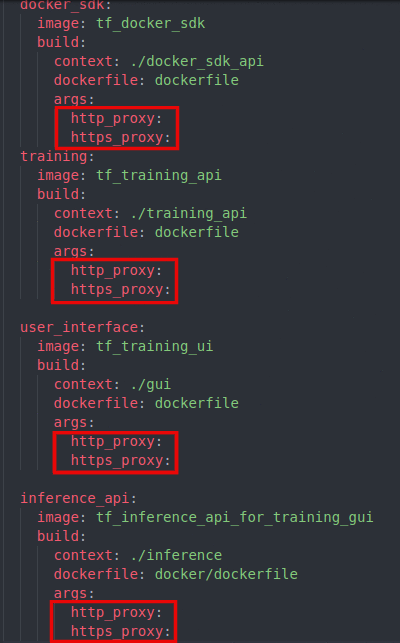 docker_sdk:
image: tf_docker_sdk
build:
context: ./docker_sdk_api
dockerfile: dockerfile
args:
http_proxy:
https_proxy:
training:
image: tf_training_api
build:
context: ./training_api
dockerfile: dockerfile
args:
http_proxy:
https_proxy:
user_interface:
image: tf_training_ui
build:
context: ./gui
dockerfile: dockerfile
args:
http_proxy:
https_proxy:
inference_api:
image: tf_inference_api_for_training_gui
build:
context: ./inference
dockerfile: docker/dockerfile
args:
http_proxy:
https_proxy: